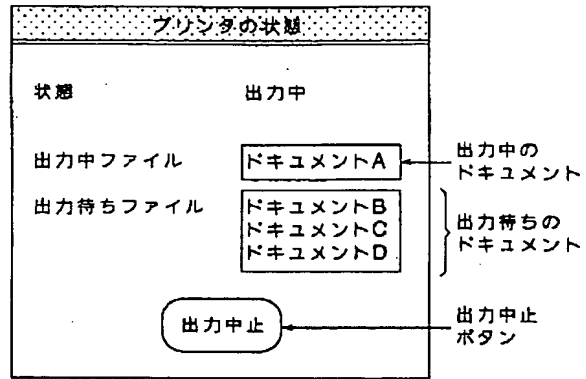 プリンタの状態
状態 出力中
出力中ファイル ドキュメントA
出力中の
ドキュメント
出力待ちファイル ドキュメントB
ドキュメントC
ドキュメントD
出力待ちの
ドキュメント
出力中止
出力中止
ボタン